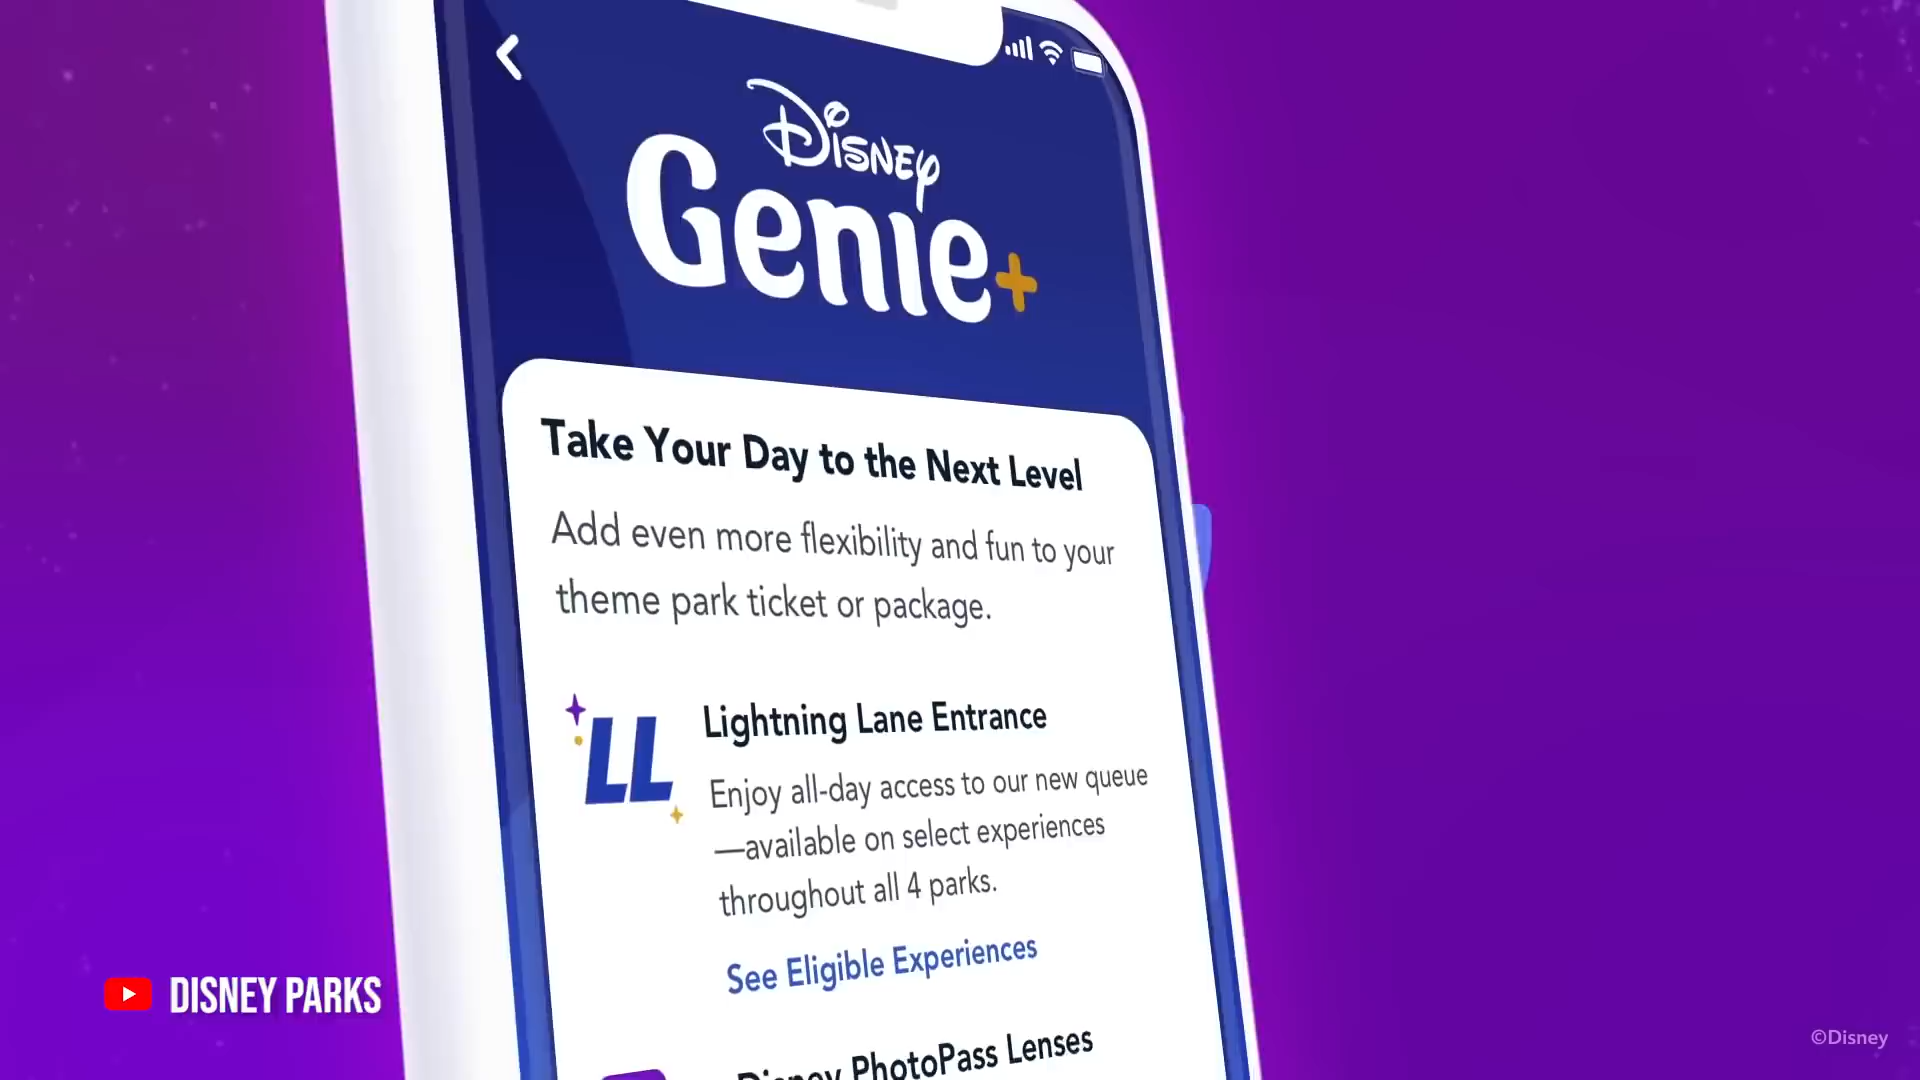 Disney
Genie+
Take Your Day to the Next Level
Add even more flexibility and fun to your
theme park ticket or package.
LL
Lightning Lane Entrance
Enjoy all-day access to our new queue
—available on select experiences
throughout all 4 parks.
See Eligible Experiences
Disney PhotoPass Lenses
DISNEY PARKS
©Disney